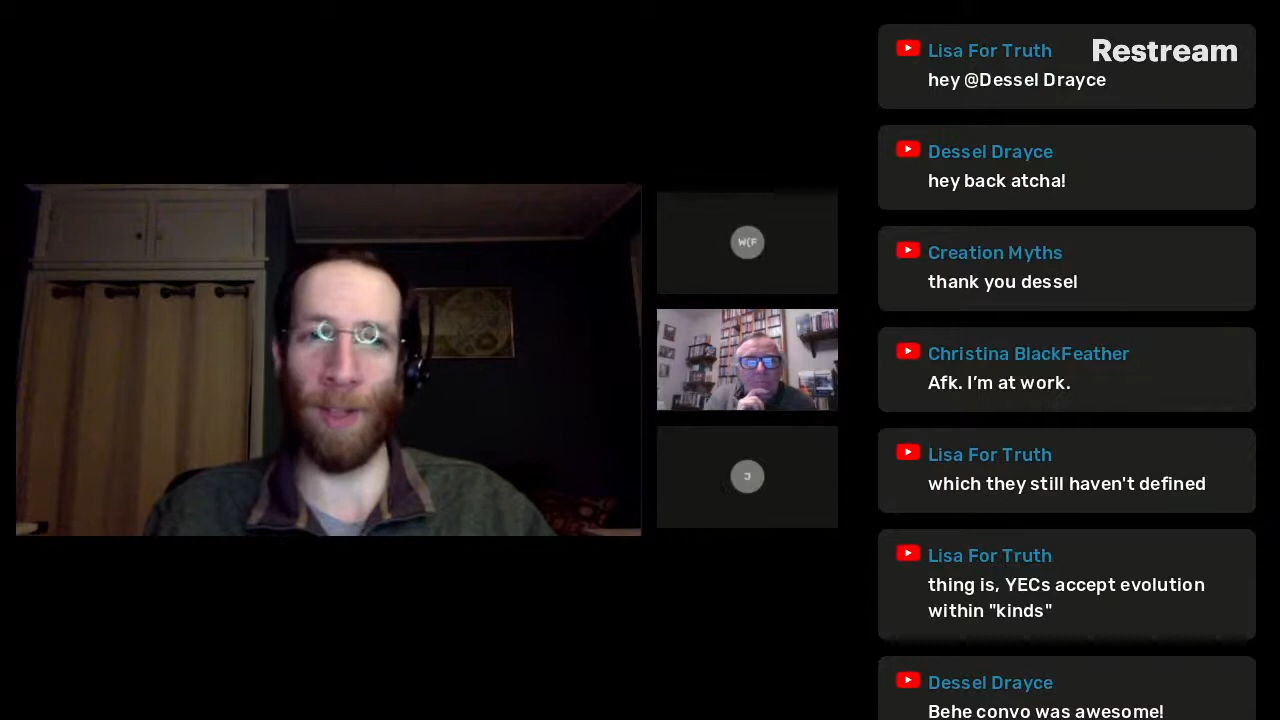 Restream
Lisa For Truth
hey @Dessel Drayce
Dessel Drayce
hey back atcha!
Creation Myths
thank you dessel
Christina BlackFeather
Afk. I’m at work.
Lisa For Truth
which they still haven't defined
Lisa For Truth
thing is, YECs accept evolution
within "kinds"
Dessel Drayce
Behe convo was awesome!
W(F
J